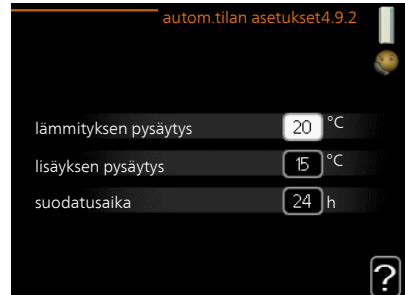 autom.tilan asetukset4.9.2
lämmityksen pysäytys 20 °C
lisäyksen pysäytys 15 °C
suodatusaika 24 h
?